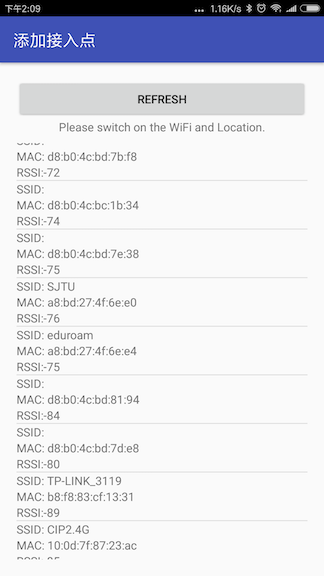 下午2:09
... 1.16K/s
添加接入点
REFRESH
Please switch on the WiFi and Location.
SSID:
MAC: d8:b0:4c:bd:7b:f8
RSSI:-72
SSID:
MAC: d8:b0:4c:bc:1b:34
RSSI:-74
SSID:
MAC: d8:b0:4c:bd:7e:38
RSSI:-75
SSID: SJTU
MAC: a8:bd:27:4f:6e:e0
RSSI:-76
SSID: eduroam
MAC: a8:bd:27:4f:6e:e4
RSSI:-75
SSID:
MAC: d8:b0:4c:bd:81:94
RSSI:-84
SSID:
MAC: d8:b0:4c:bd:7d:e8
RSSI:-80
SSID: TP-LINK_3119
MAC: b8:f8:83:cf:13:31
RSSI:-89
SSID: CIP2.4G
MAC: 10:0d:7f:87:23:ac